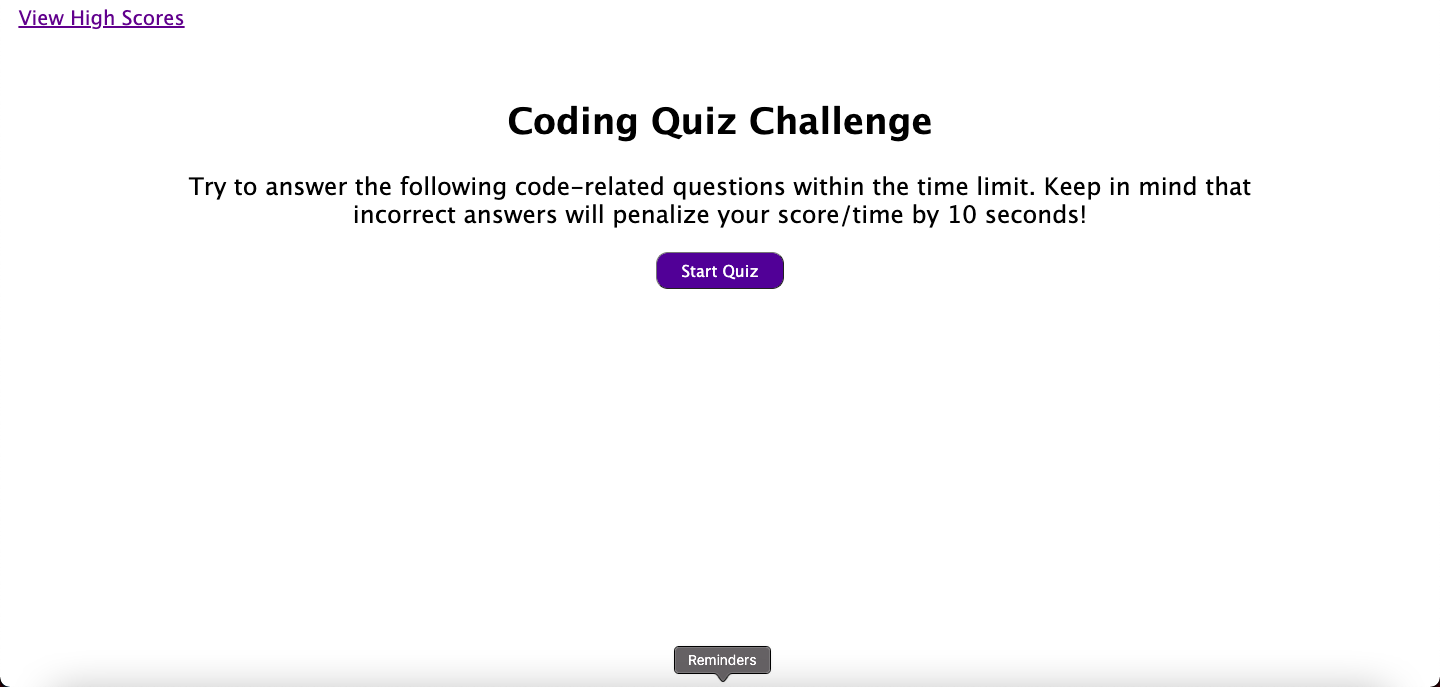 View High Scores
Coding Quiz Challenge
Try to answer the following code-related questions within the time limit. Keep in mind that
incorrect answers will penalize your score/time by 10 seconds!
Start Quiz
Reminders